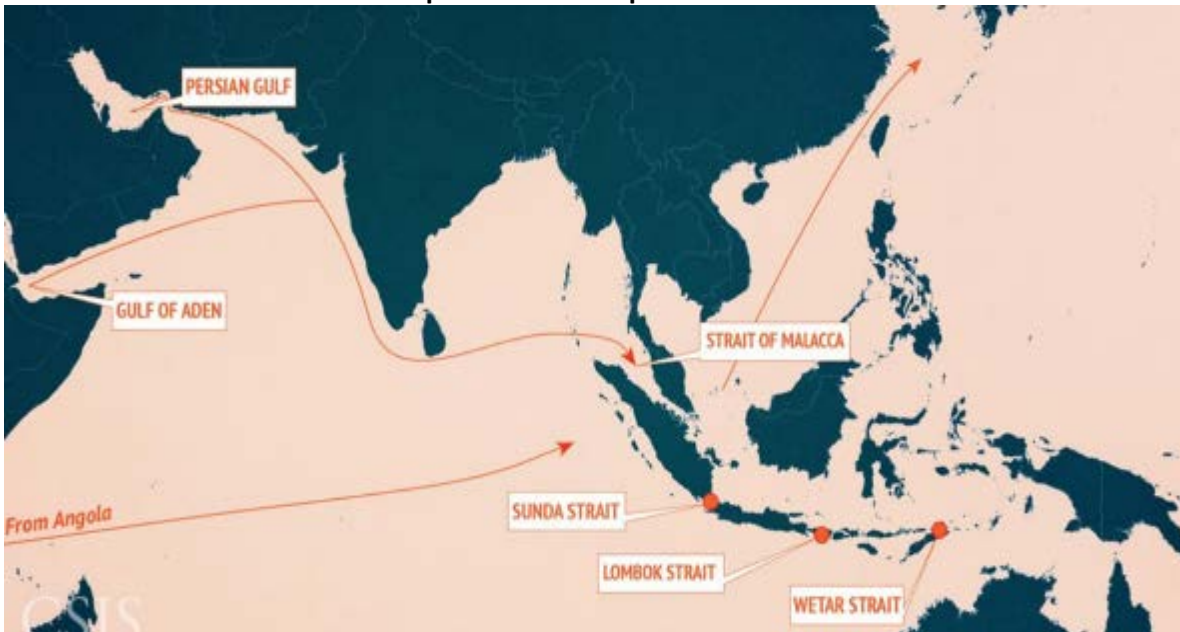 PERSIAN GULF
GULF OF ADEN
STRAIT OF MALACCA
From Angola
SUNDA STRAIT
LOMBOK STRAIT
WETAR STRAIT
CSIS